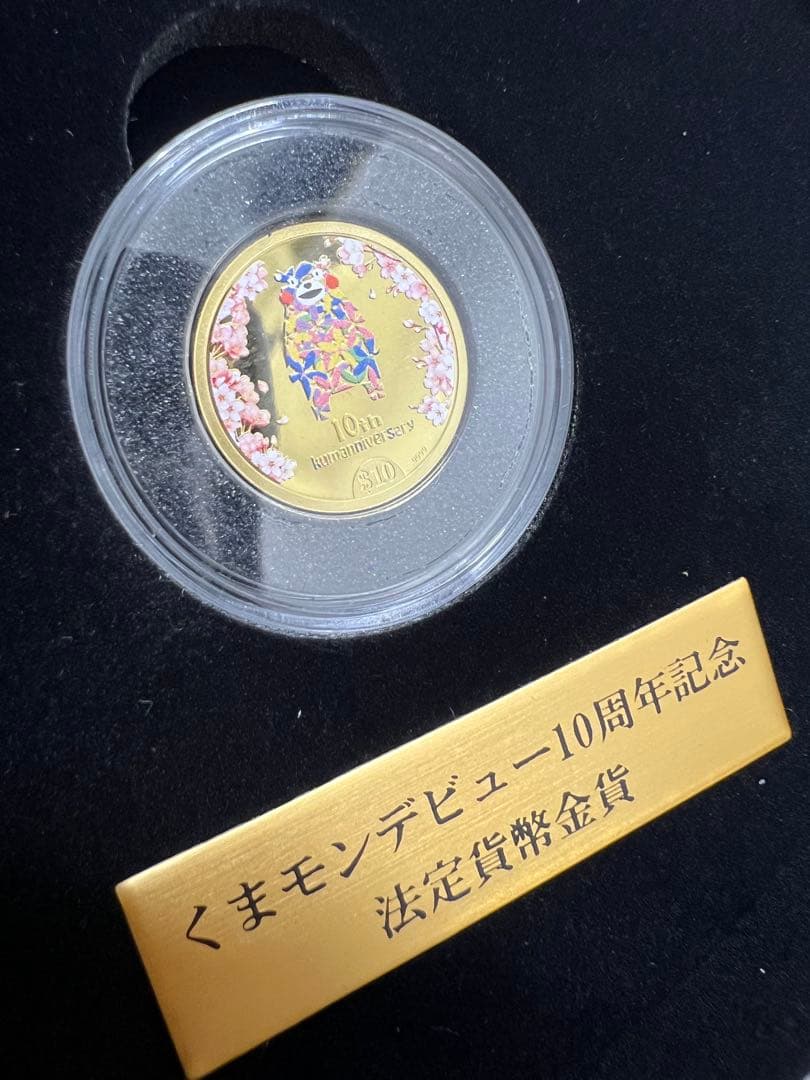 10th
kumanniversary
$10
9999
くまモンデビュー10周年記念
法定貨幣金貨